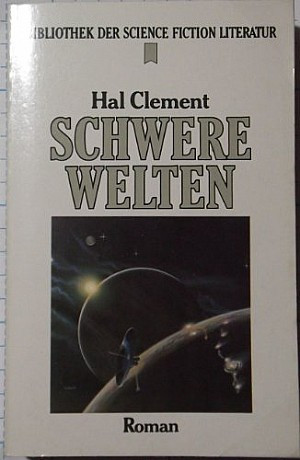 BIBLIOTHEK DER SCIENCE FICTION LITERATUR
Hal Clement
SCHWERE
WELTEN
Roman